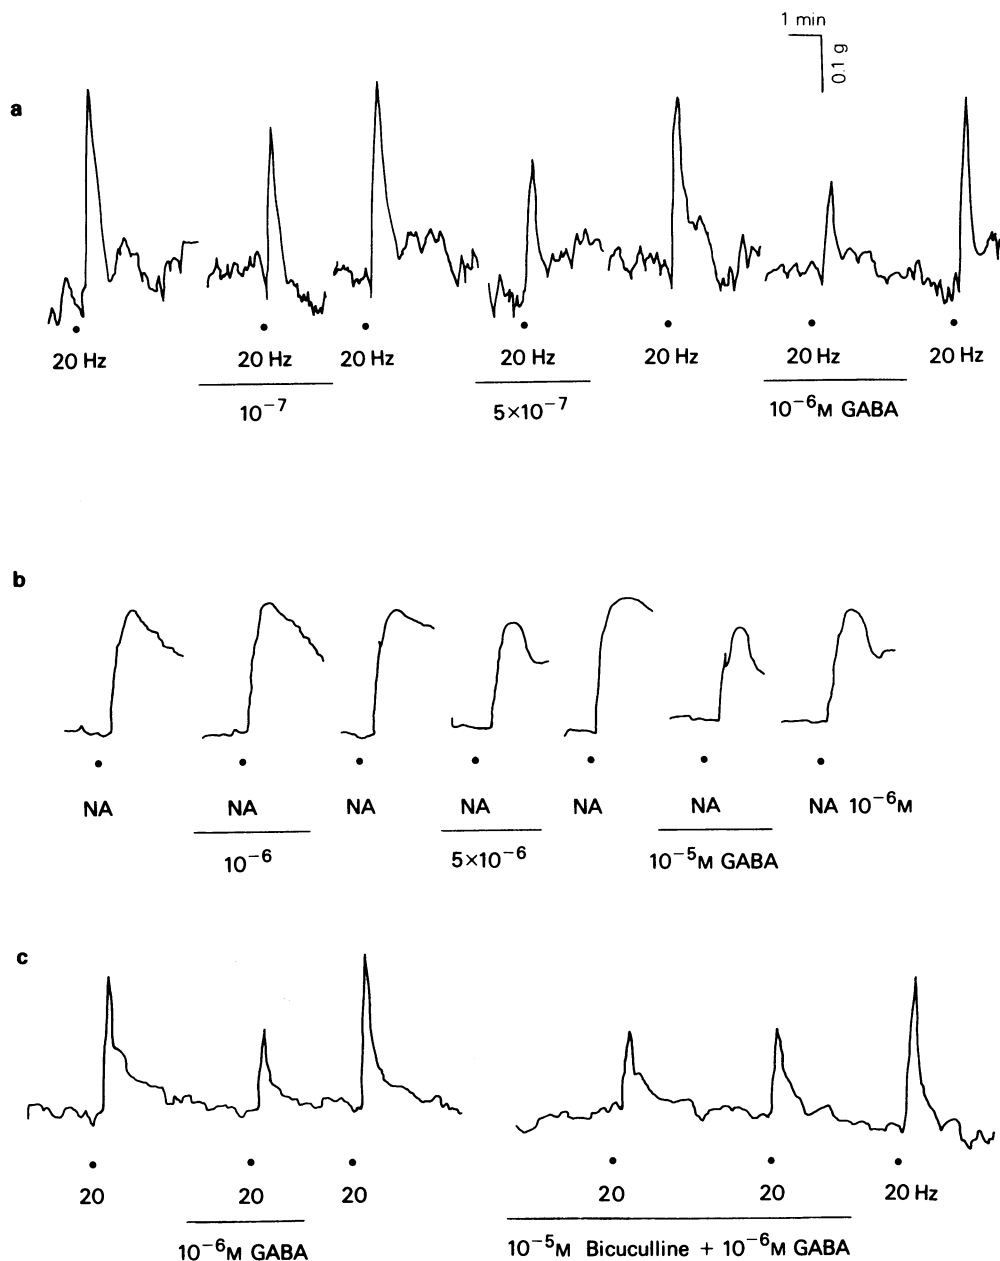 1 min
0.1 g
a
20 Hz 20 Hz 20 Hz 20 Hz 20 Hz 20 Hz 20 Hz
10⁻⁷ 5×10⁻⁷ 10⁻⁶M GABA
b
NA NA NA NA NA NA NA 10⁻⁶M
10⁻⁶ 5×10⁻⁶ 10⁻⁵M GABA
c
20 20 20 20 20 20 Hz
10⁻⁶M GABA 10⁻⁵M Bicuculline + 10⁻⁶M GABA